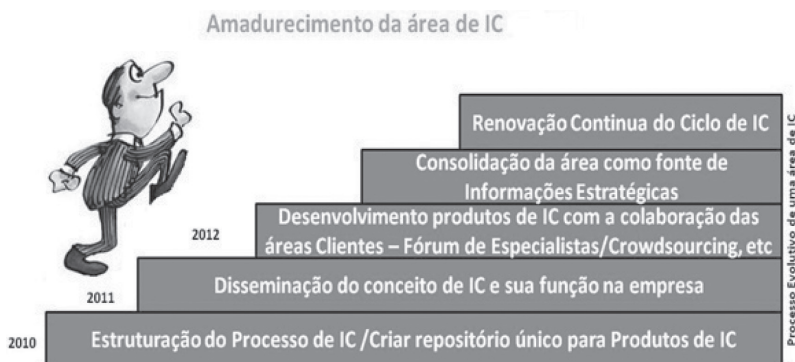 Amadurecimento da área de IC
Renovação Continua do Ciclo de IC
Consolidação da área como fonte de
Informações Estratégicas
2012
Desenvolvimento produtos de IC com a colaboração das
áreas Clientes – Fórum de Especialistas/Crowdsourcing, etc
2011
Disseminação do conceito de IC e sua função na empresa
2010
Estruturação do Processo de IC /Criar repositório único para Produtos de IC
Processo Evolutivo de uma área de IC